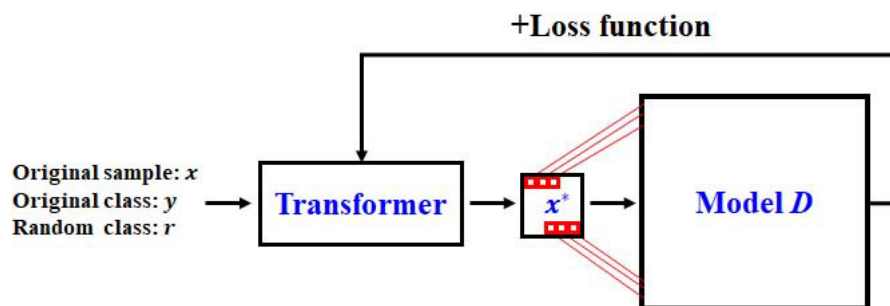 +Loss function
Original sample: x
Original class: y
Random class: r
Transformer
x*
Model D